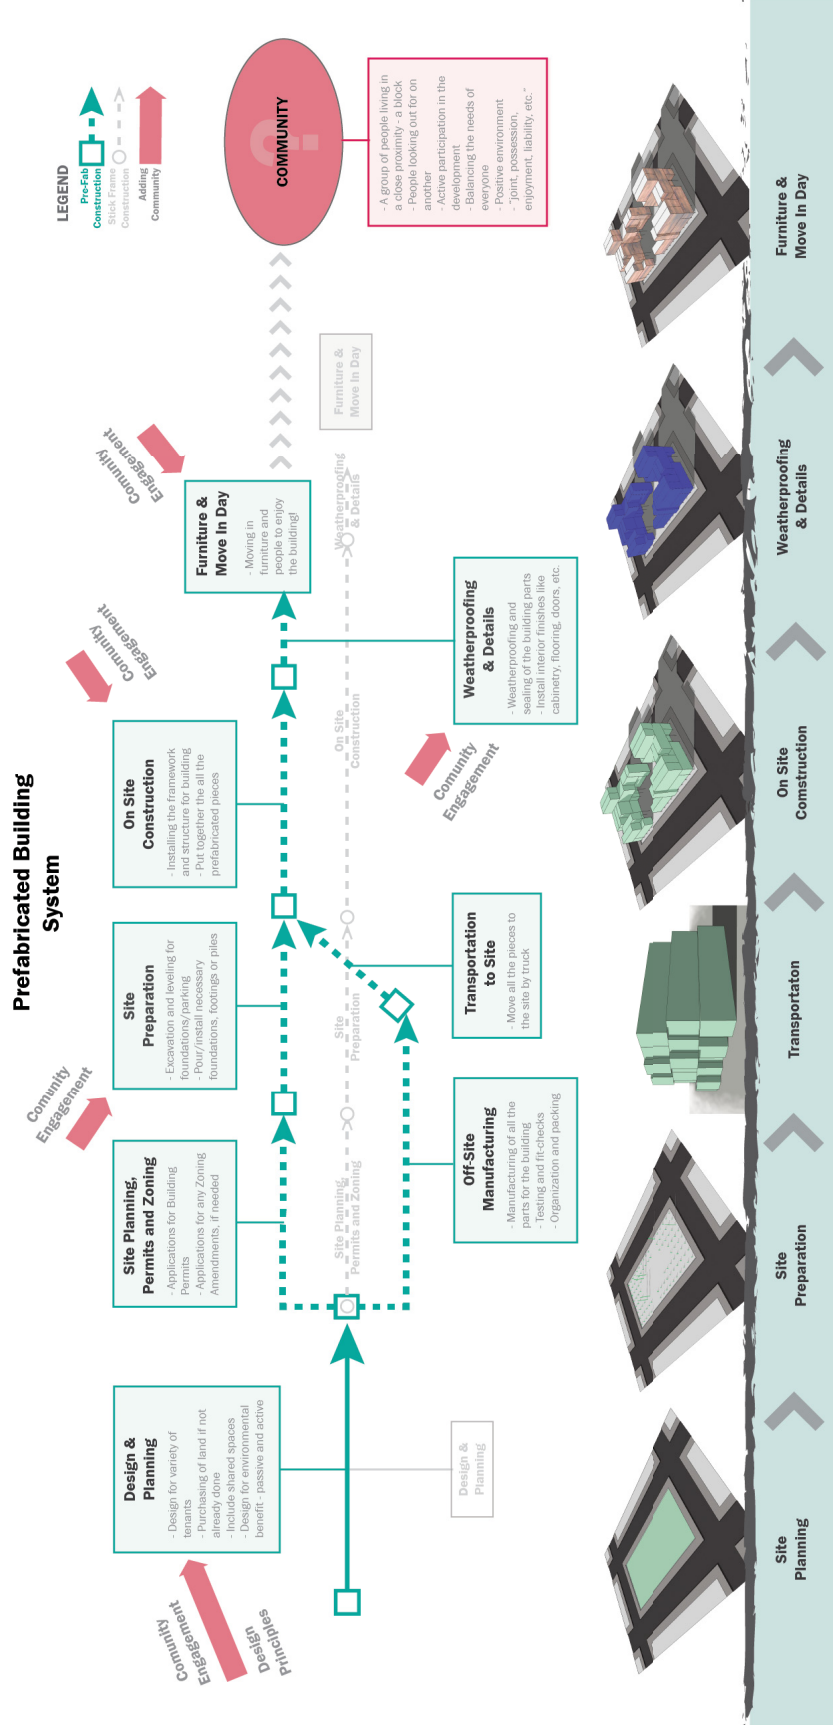 Prefabricated Building
System
LEGEND
Pre-Fab
Construction
Stick Frame
Construction
Adding
Community
Comunity
Engagement
Design
Principles
Design &
Planning
- Design for variety of
tenants
- Purchasing of land if not
already done
- Include shared spaces
- Design for environmental
benefit - passive and active
Design &
Planning
Site Planning,
Permits and Zoning
- Applications for Building
Permits
- Applications for any Zoning
Amendments, if needed
Comunity
Engagement
Site
Preparation
- Excavation and leveling for
foundations/parking
- Pour/install necessary
foundations, footings or piles
On Site
Construction
- Installing the framework
and structure for building
- Put together the all the
prefabricated pieces
Comunity
Engagement
Furniture &
Move In Day
- Moving in
furniture and
people to enjoy
the building!
Comunity
Engagement
Site Planning,
Permits and Zoning
Site
Preparation
On Site
Construction
Weatherproofing
& Details
Furniture &
Move In Day
Off-Site
Manufacturing
- Manufacturing of all the
parts for the building
- Testing and fit-checks
- Organization and packing
Transportation
to Site
- Move all the pieces to
the site by truck
Comunity
Engagement
Weatherproofing
& Details
- Weatherproofing and
sealing of the building parts
- Install interior finishes like
cabinetry, flooring, doors, etc.
?
COMMUNITY
- A group of people living in
a close proximity - a block
- People looking out for on
another
- Active participation in the
development
- Balancing the needs of
everyone
- Positive environment
- "joint, possession,
enjoyment, liability, etc."
Site
Planning
Site
Preparation
Transportaton
On Site
Comstruction
Weatherproofing
& Details
Furniture &
Move In Day